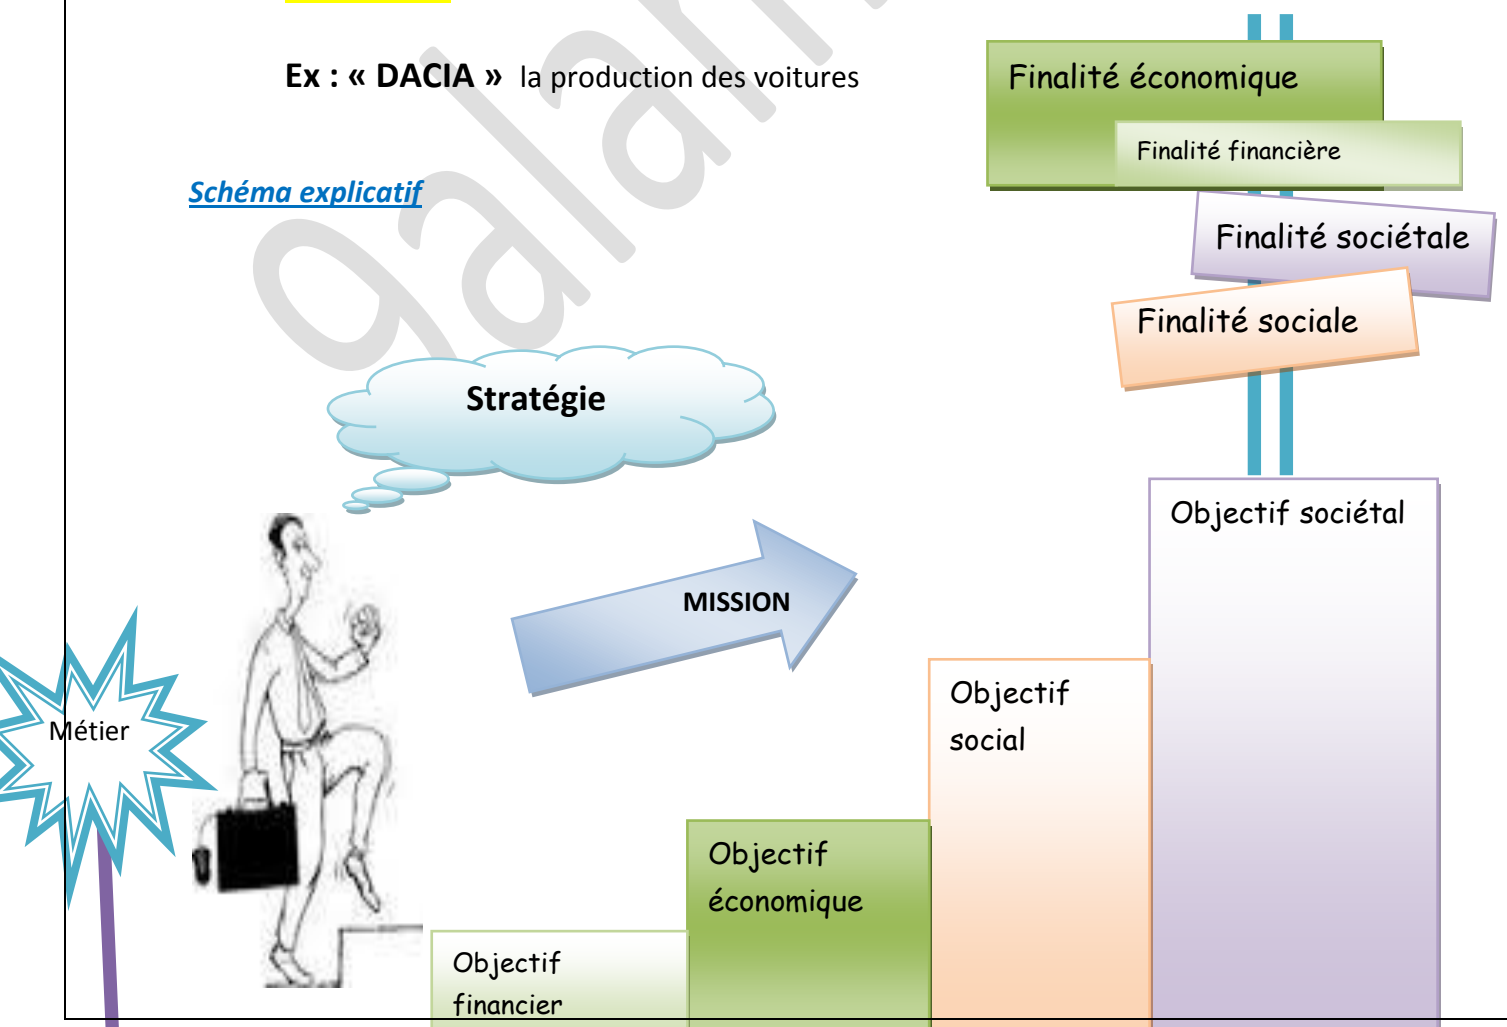 Ex : « DACIA » la production des voitures
Finalité économique
Finalité financière
Schéma explicatif
Finalité sociétale
Finalité sociale
Stratégie
Objectif sociétal
MISSION
Métier
Objectif
social
Objectif
économique
Objectif
financier